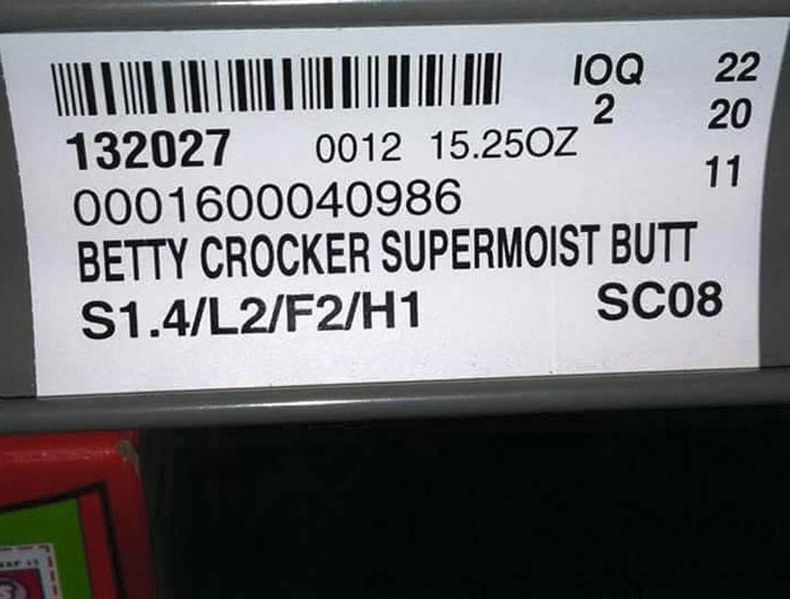 IOQ 22
2 20
132027 0012 15.25OZ
11
0001600040986
BETTY CROCKER SUPERMOIST BUTT
S1.4/L2/F2/H1 SC08